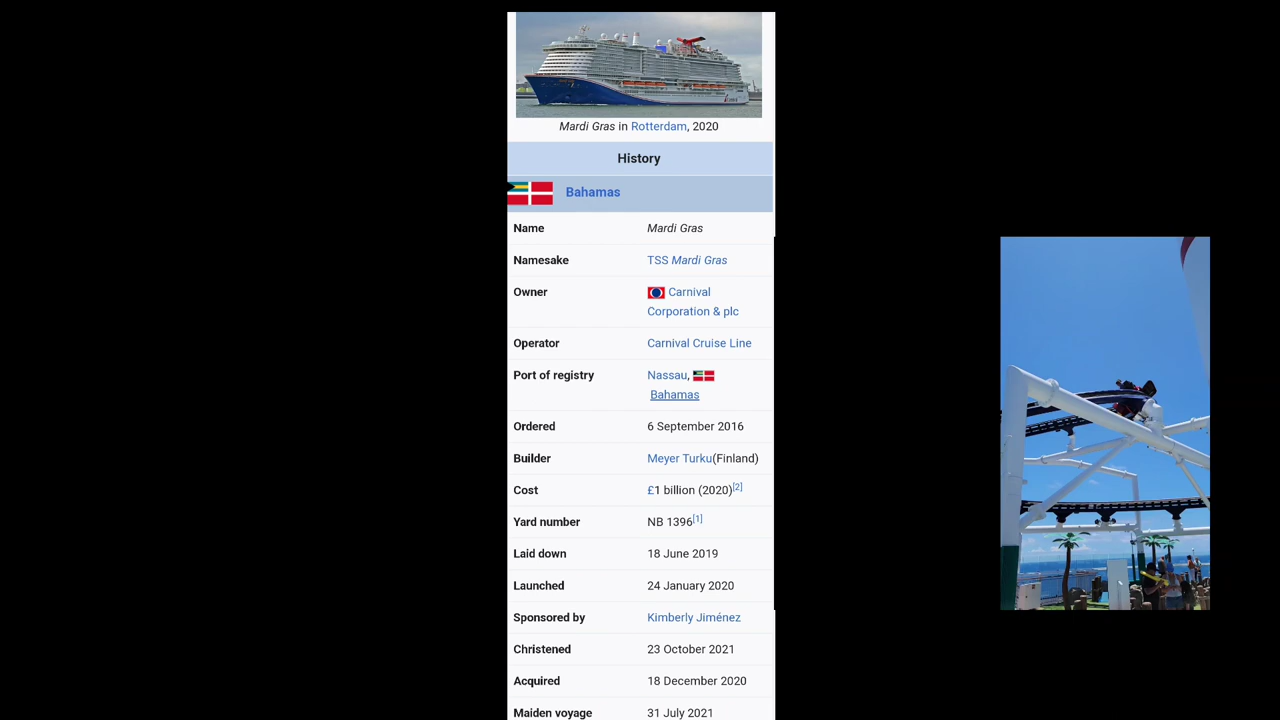 Mardi Gras in Rotterdam, 2020
History
Bahamas
Name Mardi Gras
Namesake TSS Mardi Gras
Owner Carnival
Corporation & plc
Operator Carnival Cruise Line
Port of registry Nassau,
Bahamas
Ordered 6 September 2016
Builder Meyer Turku(Finland)
Cost £1 billion (2020)[2]
Yard number NB 1396[1]
Laid down 18 June 2019
Launched 24 January 2020
Sponsored by Kimberly Jiménez
Christened 23 October 2021
Acquired 18 December 2020
Maiden voyage 31 July 2021